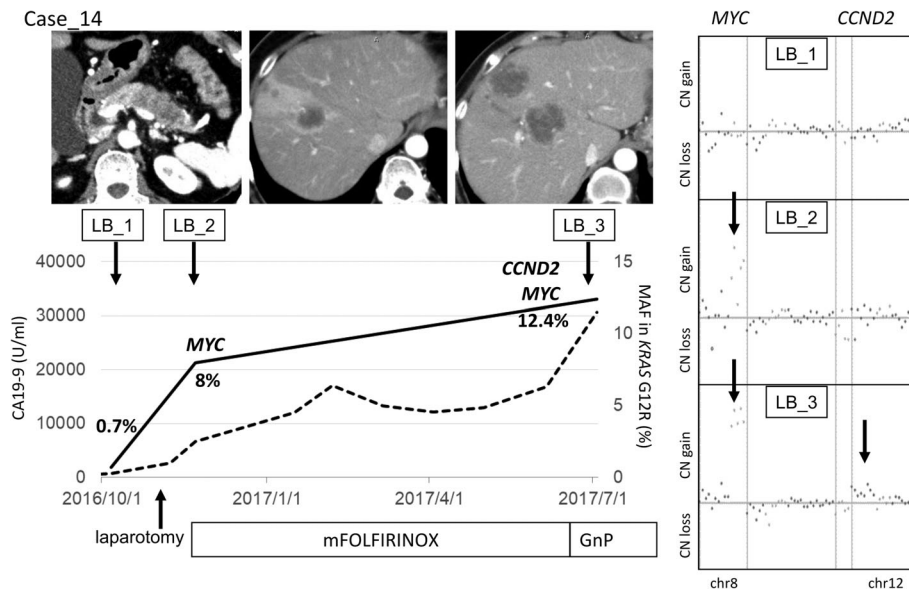 Case_14
LB_1
LB_2
LB_3
40000
30000
20000
10000
0
CA19-9 (U/ml)
15
10
5
0
MAF in KRAS G12R (%)
0.7%
MYC
8%
CCND2
MYC
12.4%
2016/10/1
2017/1/1
2017/4/1
2017/7/1
laparotomy
mFOLFIRINOX
GnP
MYC
CCND2
LB_1
CN gain
CN loss
LB_2
CN gain
CN loss
LB_3
CN gain
CN loss
chr8
chr12